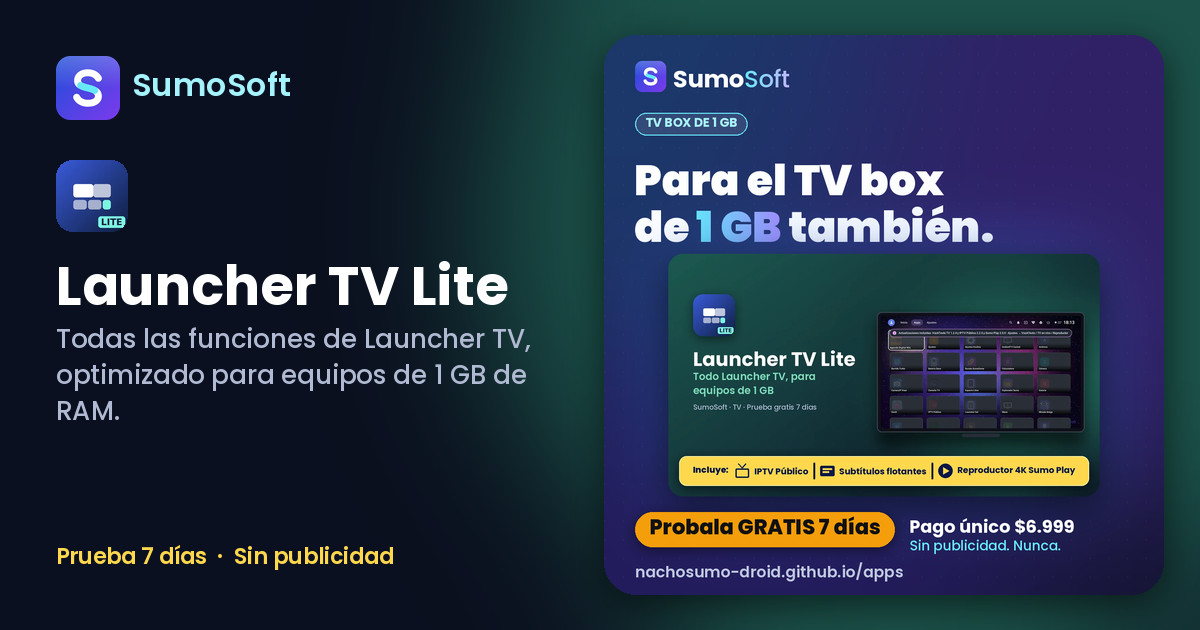 SumoSoft
LITE
Launcher TV Lite
Todas las funciones de Launcher TV,
optimizado para equipos de 1 GB de
RAM.
Prueba 7 días · Sin publicidad
SumoSoft
TV BOX DE 1 GB
Para el TV box
de 1 GB también.
LITE
Launcher TV Lite
Todo Launcher TV, para
equipos de 1 GB
SumoSoft · TV · Prueba gratis 7 días
18:13
Incluye: IPTV Público | Subtítulos flotantes | Reproductor 4K Sumo Play
Probala GRATIS 7 días
Pago único $6.999
Sin publicidad. Nunca.
nachosumo-droid.github.io/apps